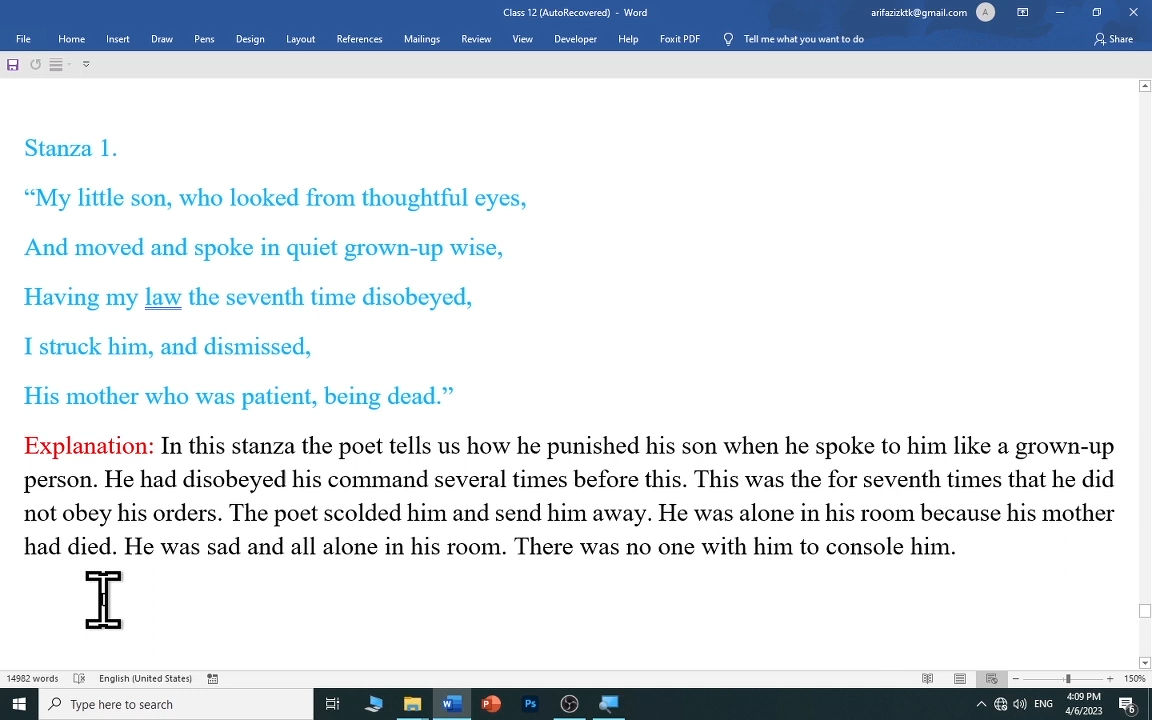 Class 12 (AutoRecovered) - Word
arifazizktk@gmail.com
A
File Home Insert Draw Pens Design Layout References Mailings Review View Developer Help Foxit PDF Tell me what you want to do Share
Stanza 1.
“My little son, who looked from thoughtful eyes,
And moved and spoke in quiet grown-up wise,
Having my law the seventh time disobeyed,
I struck him, and dismissed,
His mother who was patient, being dead.”
Explanation: In this stanza the poet tells us how he punished his son when he spoke to him like a grown-up
person. He had disobeyed his command several times before this. This was the for seventh times that he did
not obey his orders. The poet scolded him and send him away. He was alone in his room because his mother
had died. He was sad and all alone in his room. There was no one with him to console him.
14982 words English (United States) 150%
Type here to search
W P Ps
ENG
4:09 PM
4/6/2023
6